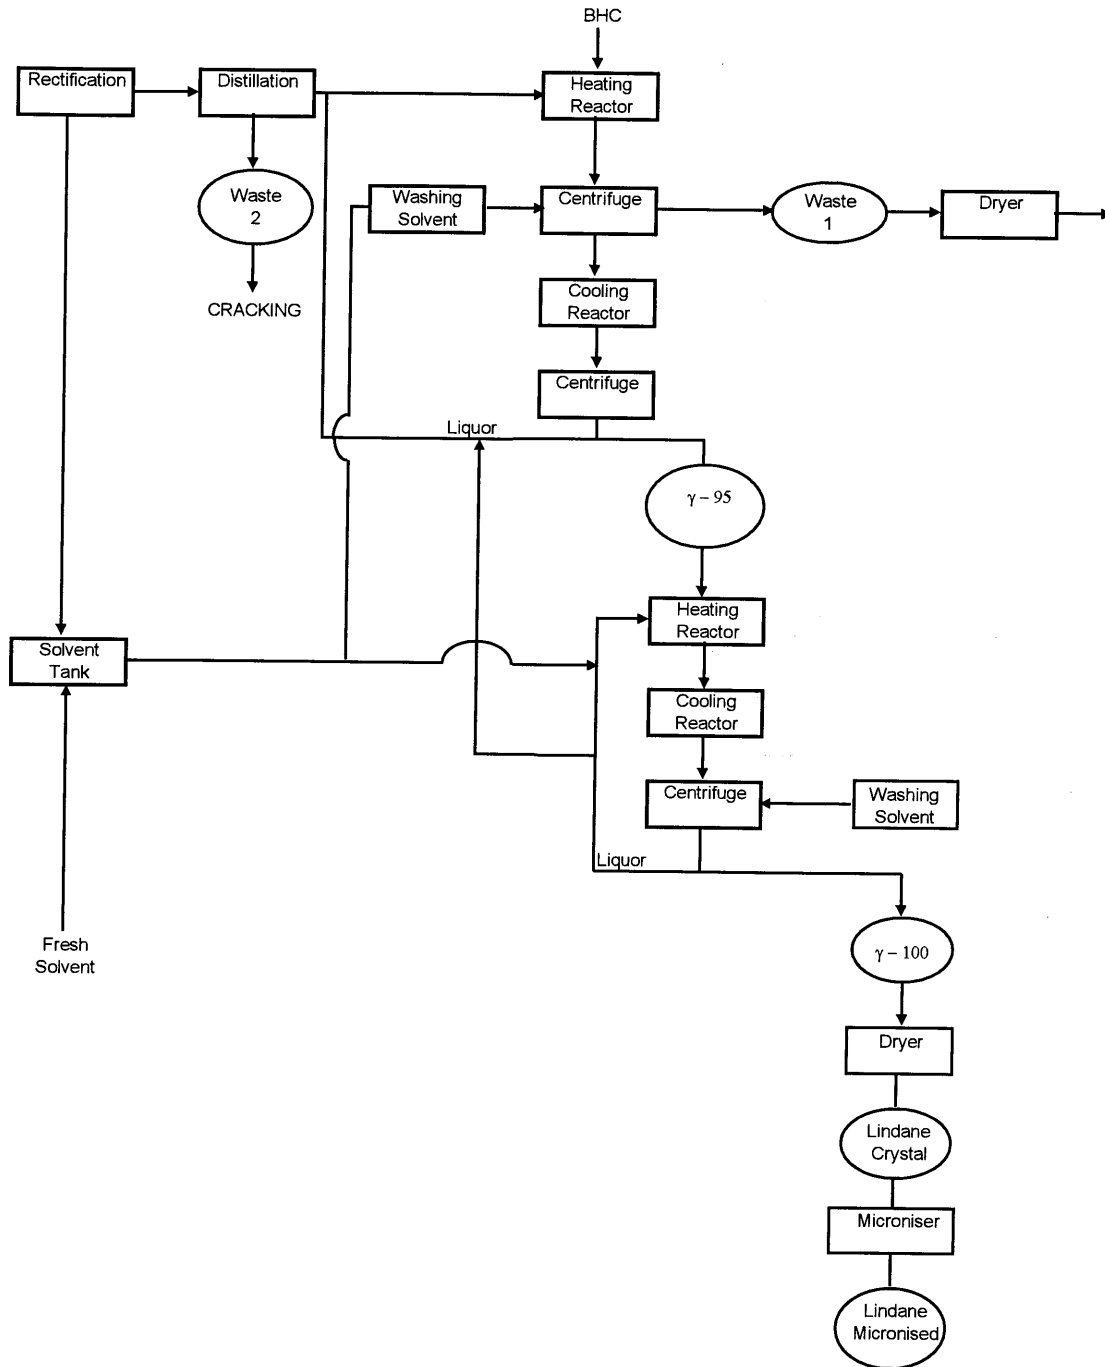 BHC
Rectification
Distillation
Heating
Reactor
Waste
2
Washing
Solvent
Centrifuge
Waste
1
Dryer
CRACKING
Cooling
Reactor
Centrifuge
Liquor
γ – 95
Heating
Reactor
Solvent
Tank
Cooling
Reactor
Centrifuge
Washing
Solvent
Liquor
Fresh
Solvent
γ – 100
Dryer
Lindane
Crystal
Microniser
Lindane
Micronised